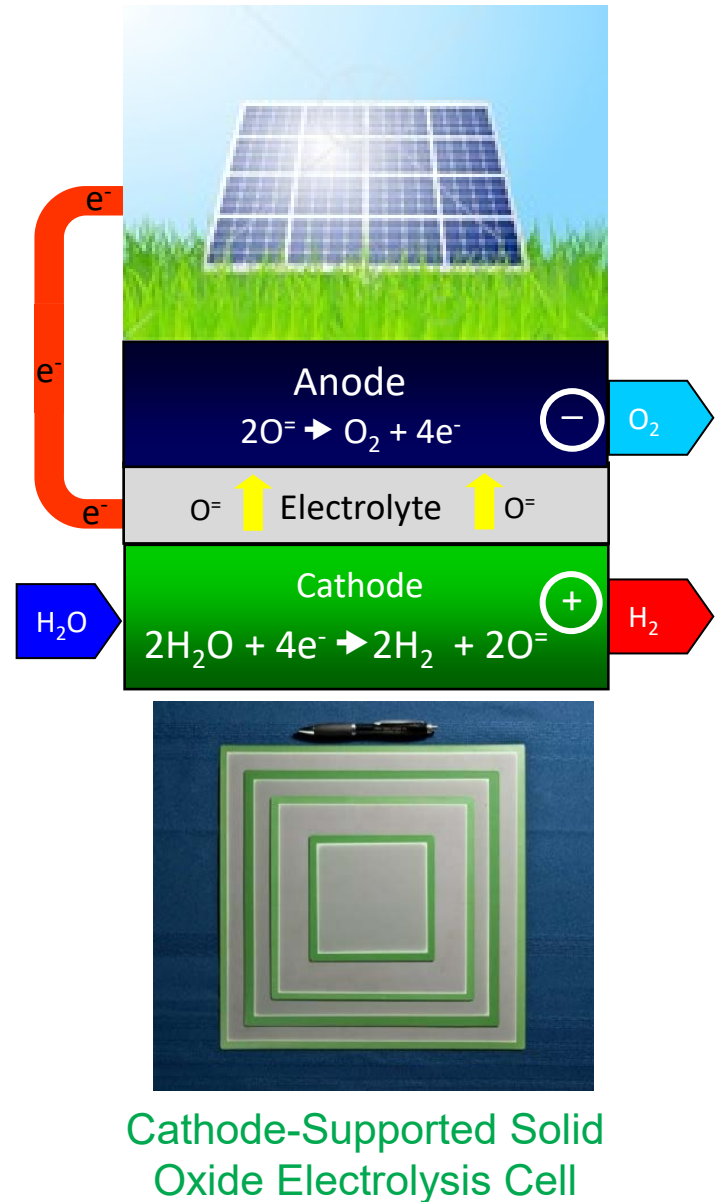 e⁻
Anode
2O⁼ → O₂ + 4e⁻
−
O₂
e⁻
e⁻
O⁼ Electrolyte O⁼
Cathode
+
H₂O
2H₂O + 4e⁻ → 2H₂ + 2O⁼
H₂
Cathode-Supported Solid
Oxide Electrolysis Cell